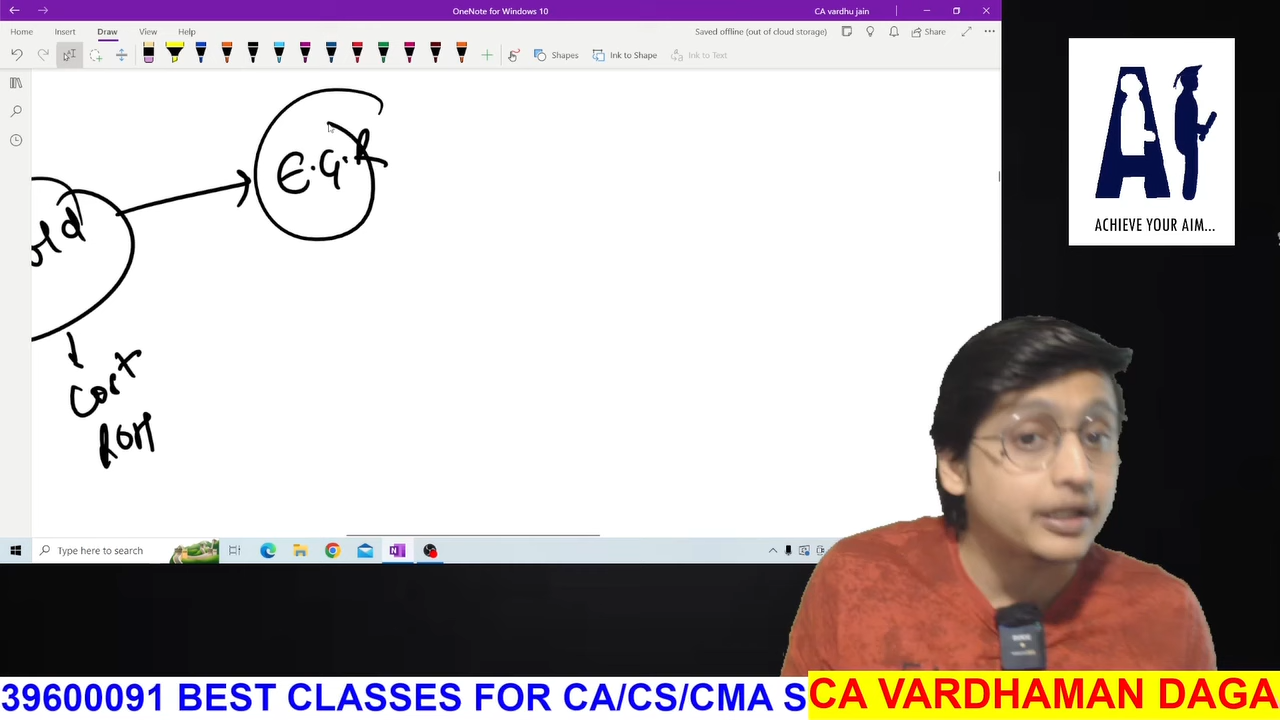 OneNote for Windows 10
CA vardhu jain
Home Insert Draw View Help
Saved offline (out of cloud storage)
Share
Shapes
Ink to Shape
Ink to Text
E.G.R
Cost
ACHIEVE YOUR AIM...
Type here to search
39600091 BEST CLASSES FOR CA/CS/CMA S
CA VARDHAMAN DAGA